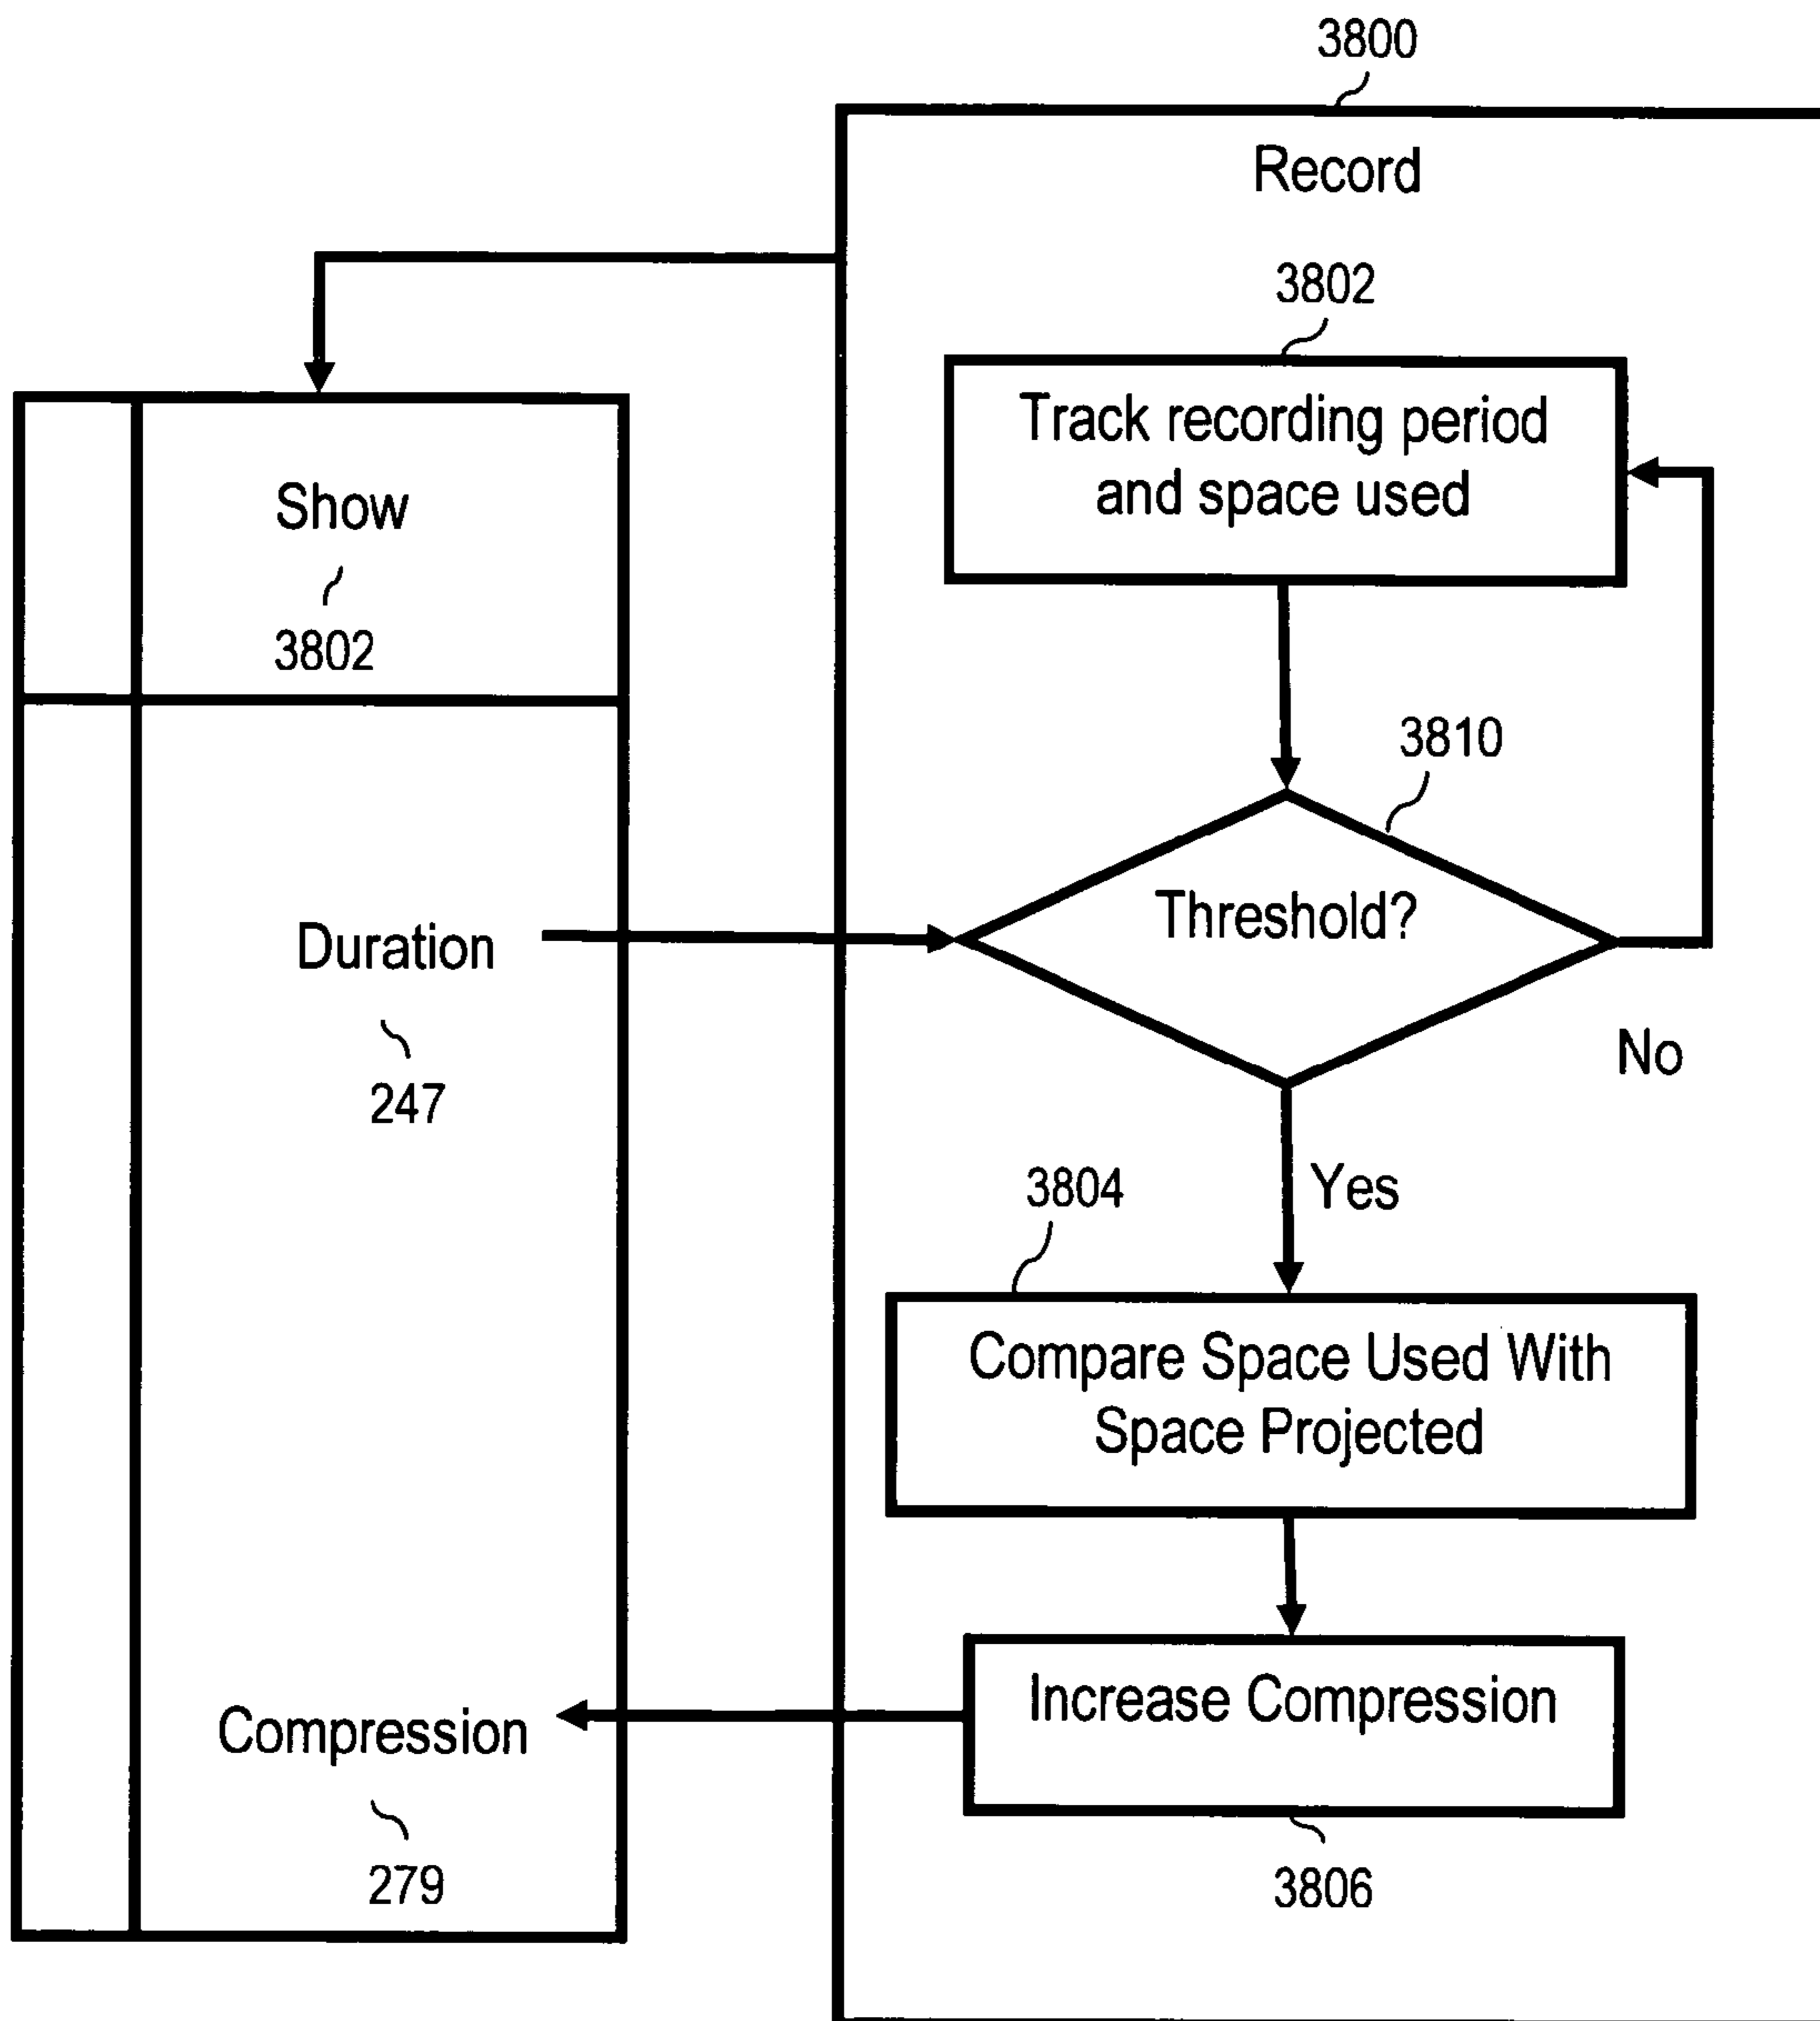 3800
Record
3802
Track recording period
and space used
Show
3802
3810
Threshold?
Duration
247
No
Yes
3804
Compare Space Used With
Space Projected
Increase Compression
Compression
279
3806